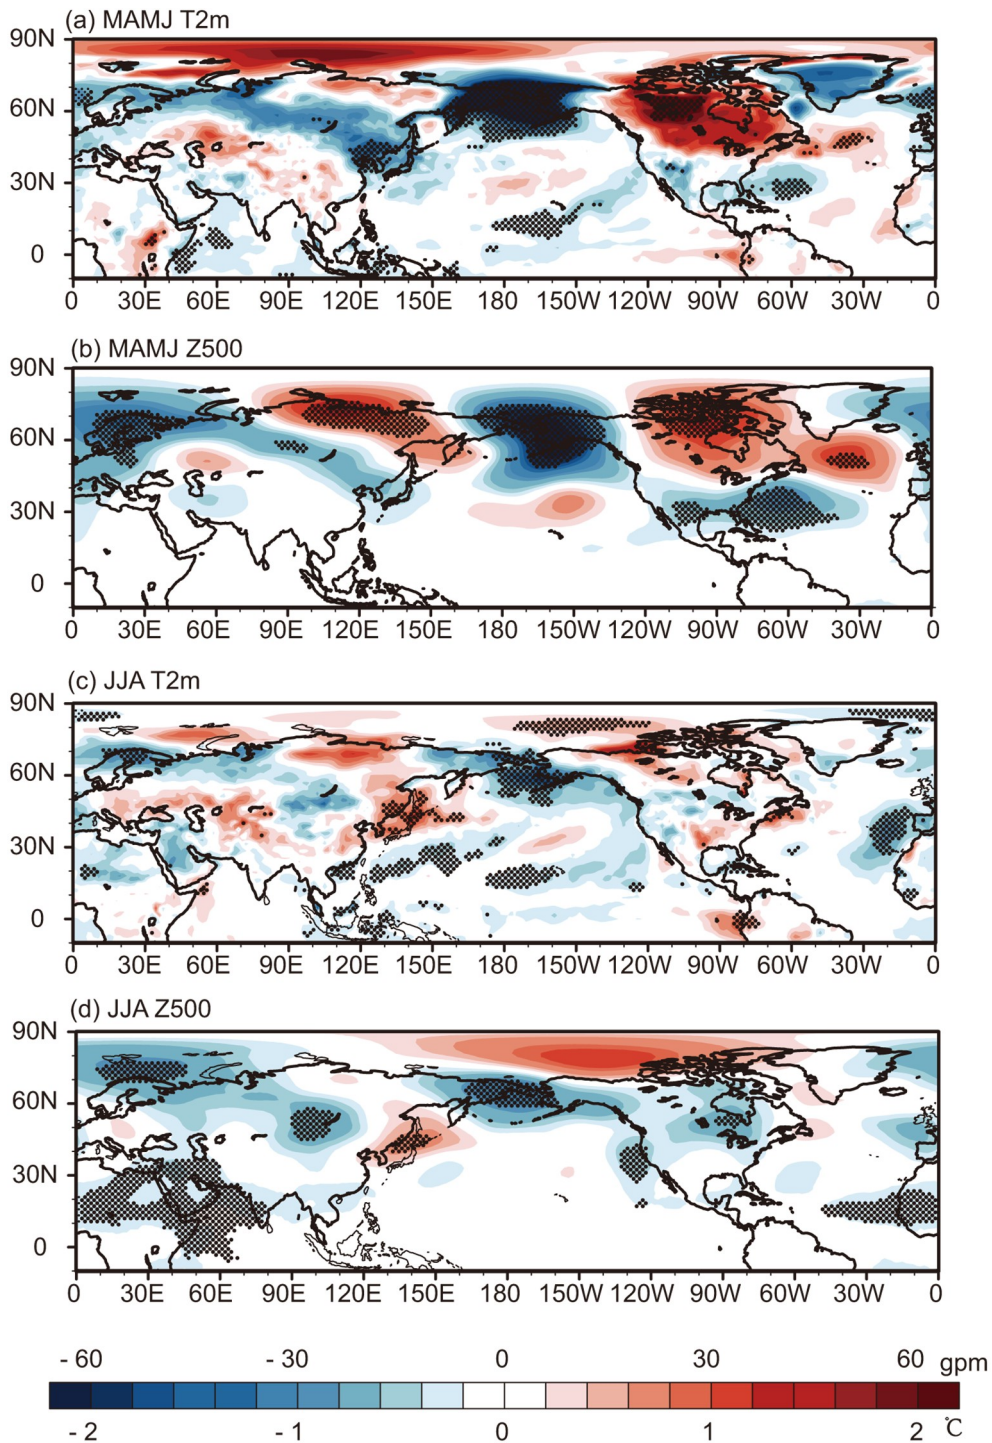 (a) MAMJ T2m
90N
60N
30N
0
0 30E 60E 90E 120E 150E 180 150W 120W 90W 60W 30W 0
(b) MAMJ Z500
90N
60N
30N
0
0 30E 60E 90E 120E 150E 180 150W 120W 90W 60W 30W 0
(c) JJA T2m
90N
60N
30N
0
0 30E 60E 90E 120E 150E 180 150W 120W 90W 60W 30W 0
(d) JJA Z500
90N
60N
30N
0
0 30E 60E 90E 120E 150E 180 150W 120W 90W 60W 30W 0
- 60 - 30 0 30 60 gpm
- 2 - 1 0 1 2 ℃